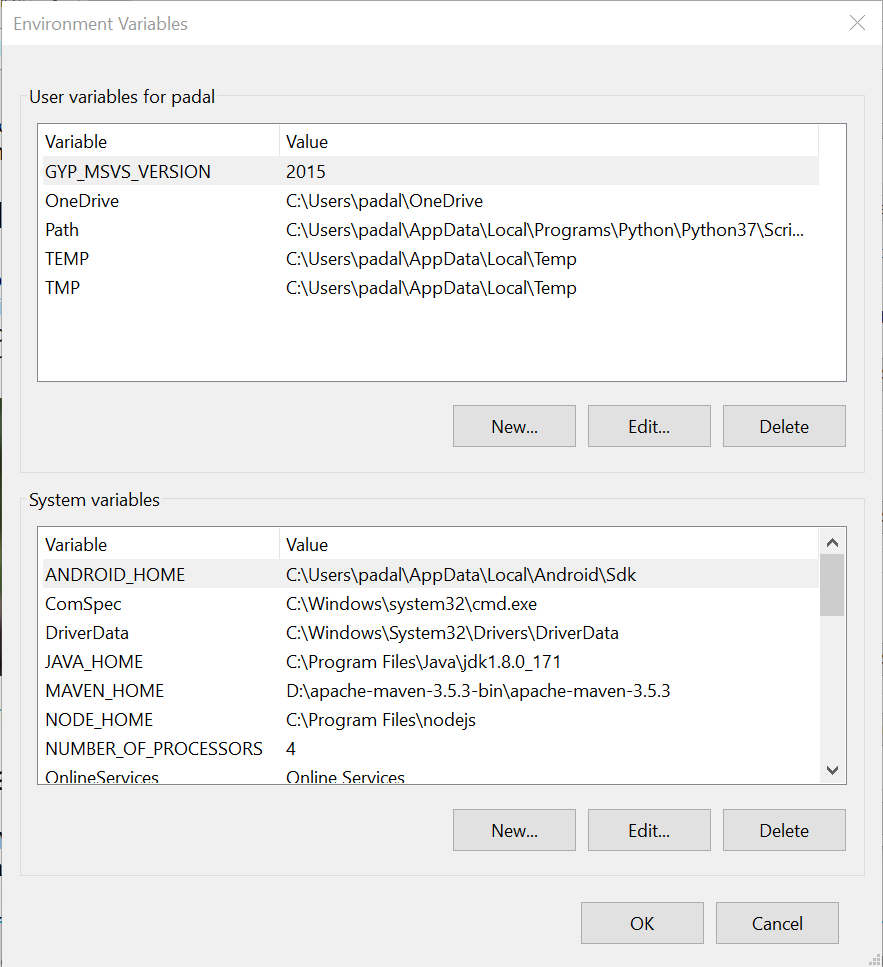 Environment Variables
User variables for padal
Variable Value
GYP_MSVS_VERSION 2015
OneDrive C:\Users\padal\OneDrive
Path C:\Users\padal\AppData\Local\Programs\Python\Python37\Scri...
TEMP C:\Users\padal\AppData\Local\Temp
TMP C:\Users\padal\AppData\Local\Temp
New... Edit... Delete
System variables
Variable Value
ANDROID_HOME C:\Users\padal\AppData\Local\Android\Sdk
ComSpec C:\Windows\system32\cmd.exe
DriverData C:\Windows\System32\Drivers\DriverData
JAVA_HOME C:\Program Files\Java\jdk1.8.0_171
MAVEN_HOME D:\apache-maven-3.5.3-bin\apache-maven-3.5.3
NODE_HOME C:\Program Files\nodejs
NUMBER_OF_PROCESSORS 4
OnlineServices Online Services
New... Edit... Delete
OK Cancel